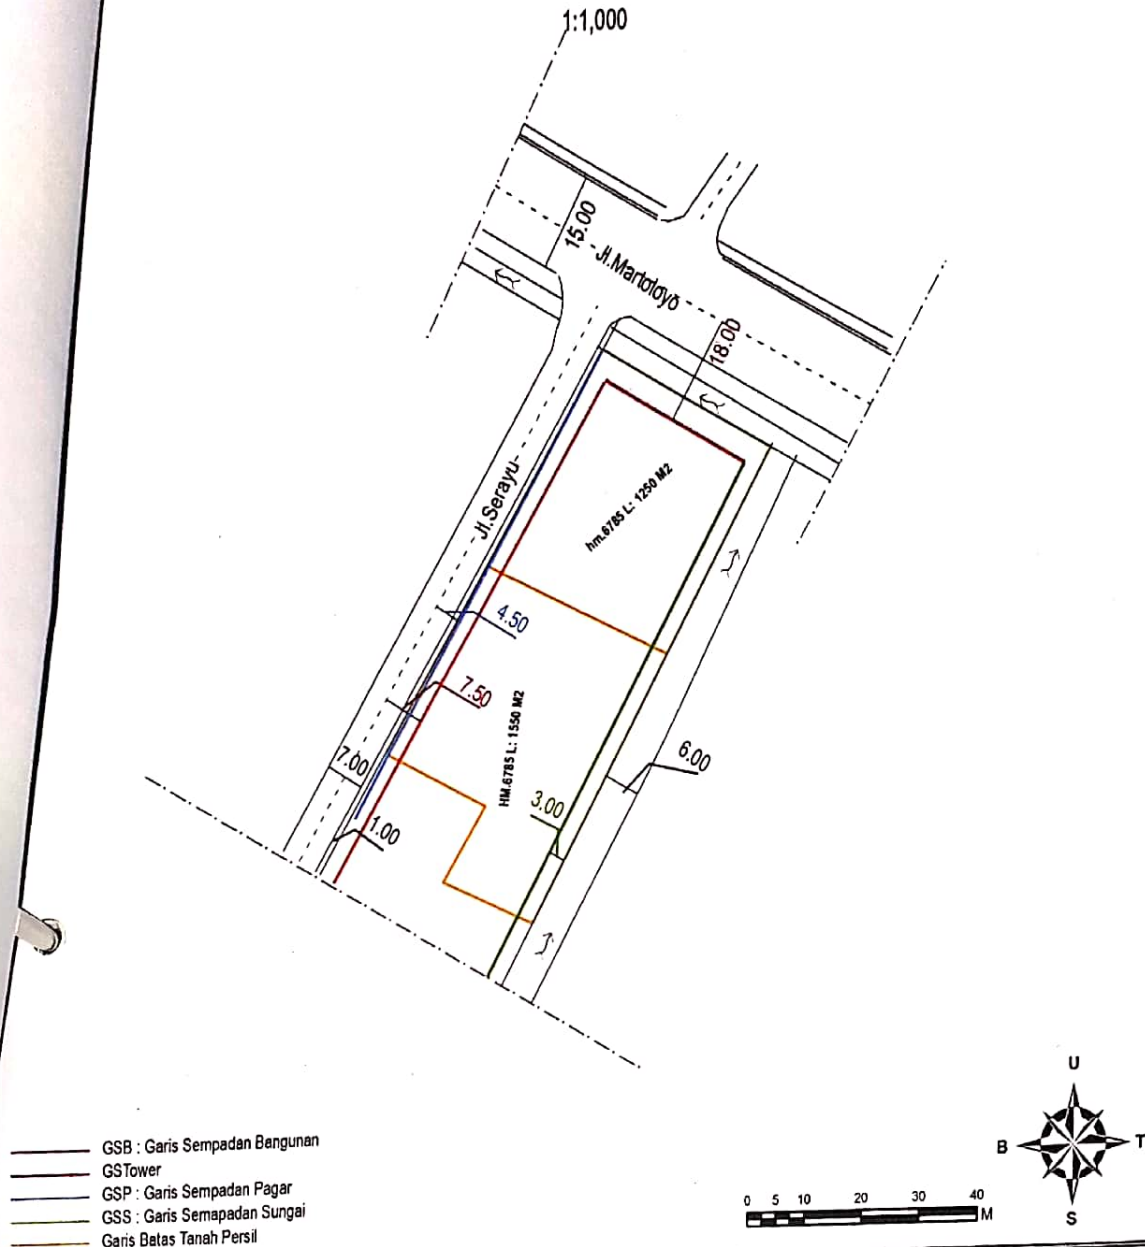 1:1,000
15.00
Jl.Martoloyo
18.00
Jl.Serayu
hm.6785 L: 1250 M2
4.50
7.50
HM.6785 L: 1550 M2
7.00
6.00
3.00
1.00
U
B
T
S
GSB : Garis Sempadan Bangunan
GSTower
GSP : Garis Sempadan Pagar
GSS : Garis Semapadan Sungai
Garis Batas Tanah Persil
0 5 10 20 30 40
M